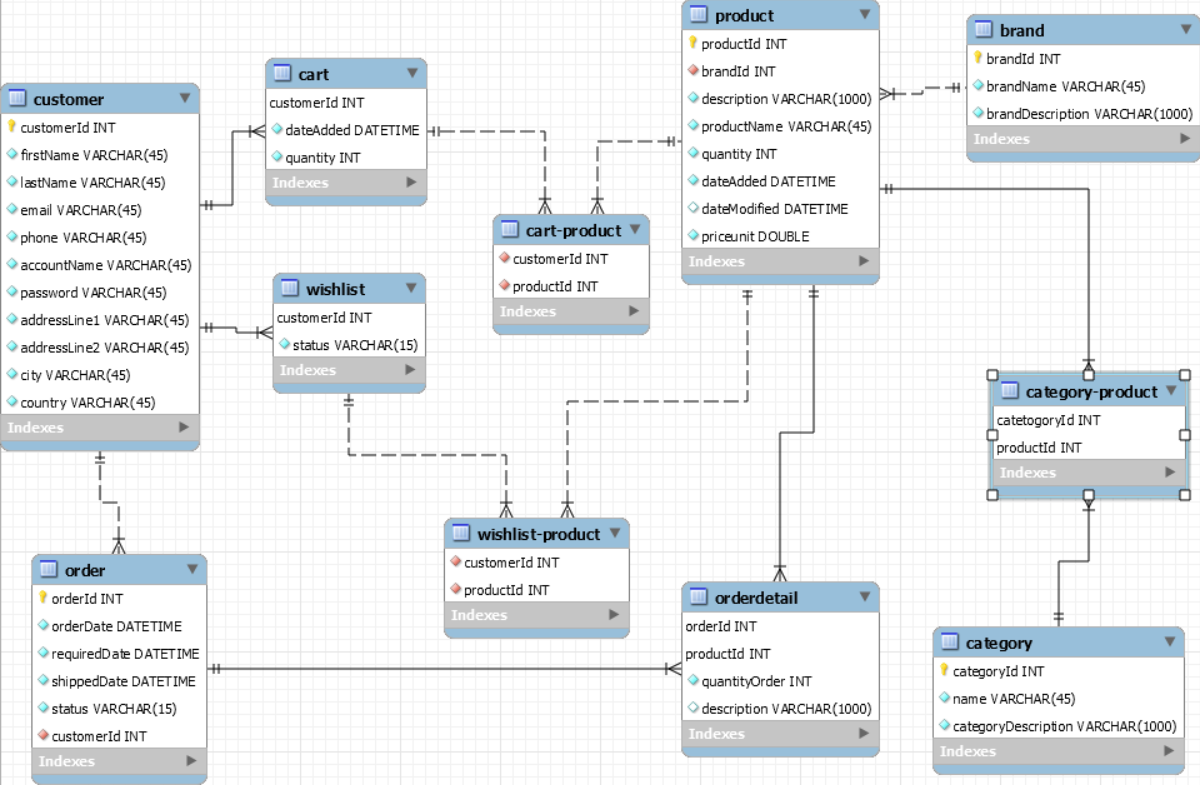 customer
customerId INT
firstName VARCHAR(45)
lastName VARCHAR(45)
email VARCHAR(45)
phone VARCHAR(45)
accountName VARCHAR(45)
password VARCHAR(45)
addressLine1 VARCHAR(45)
addressLine2 VARCHAR(45)
city VARCHAR(45)
country VARCHAR(45)
Indexes
cart
customerId INT
dateAdded DATETIME
quantity INT
Indexes
wishlist
customerId INT
status VARCHAR(15)
Indexes
cart-product
customerId INT
productId INT
Indexes
product
productId INT
brandId INT
description VARCHAR(1000)
productName VARCHAR(45)
quantity INT
dateAdded DATETIME
dateModified DATETIME
priceunit DOUBLE
Indexes
brand
brandId INT
brandName VARCHAR(45)
brandDescription VARCHAR(1000)
Indexes
category-product
catetogoryId INT
productId INT
Indexes
order
orderId INT
orderDate DATETIME
requiredDate DATETIME
shippedDate DATETIME
status VARCHAR(15)
customerId INT
Indexes
wishlist-product
customerId INT
productId INT
Indexes
orderdetail
orderId INT
productId INT
quantityOrder INT
description VARCHAR(1000)
Indexes
category
categoryId INT
name VARCHAR(45)
categoryDescription VARCHAR(1000)
Indexes